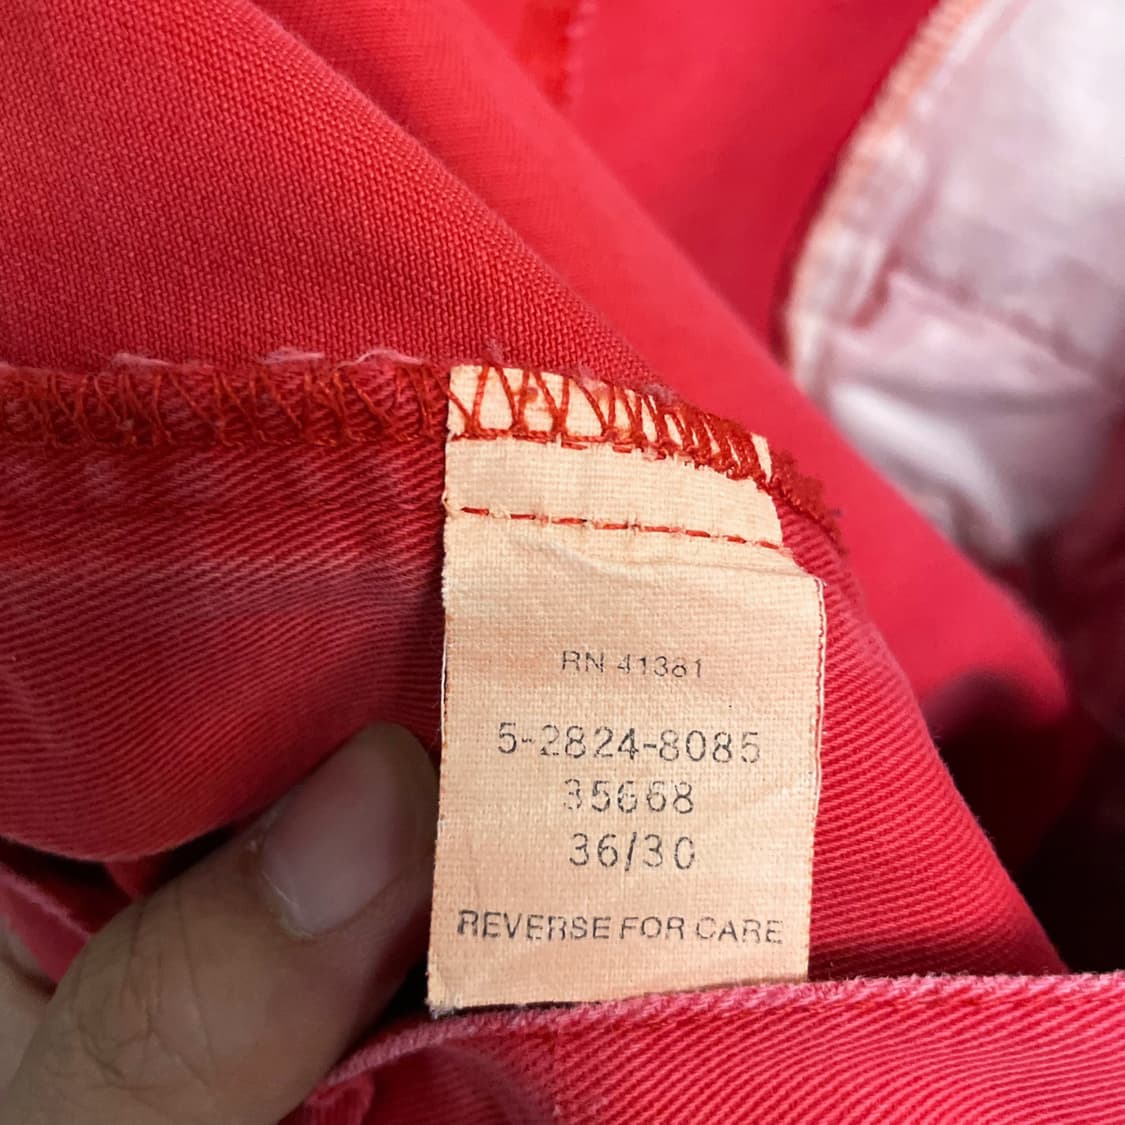 RN 41381
5-2824-8085
35668
36/30
REVERSE FOR CARE